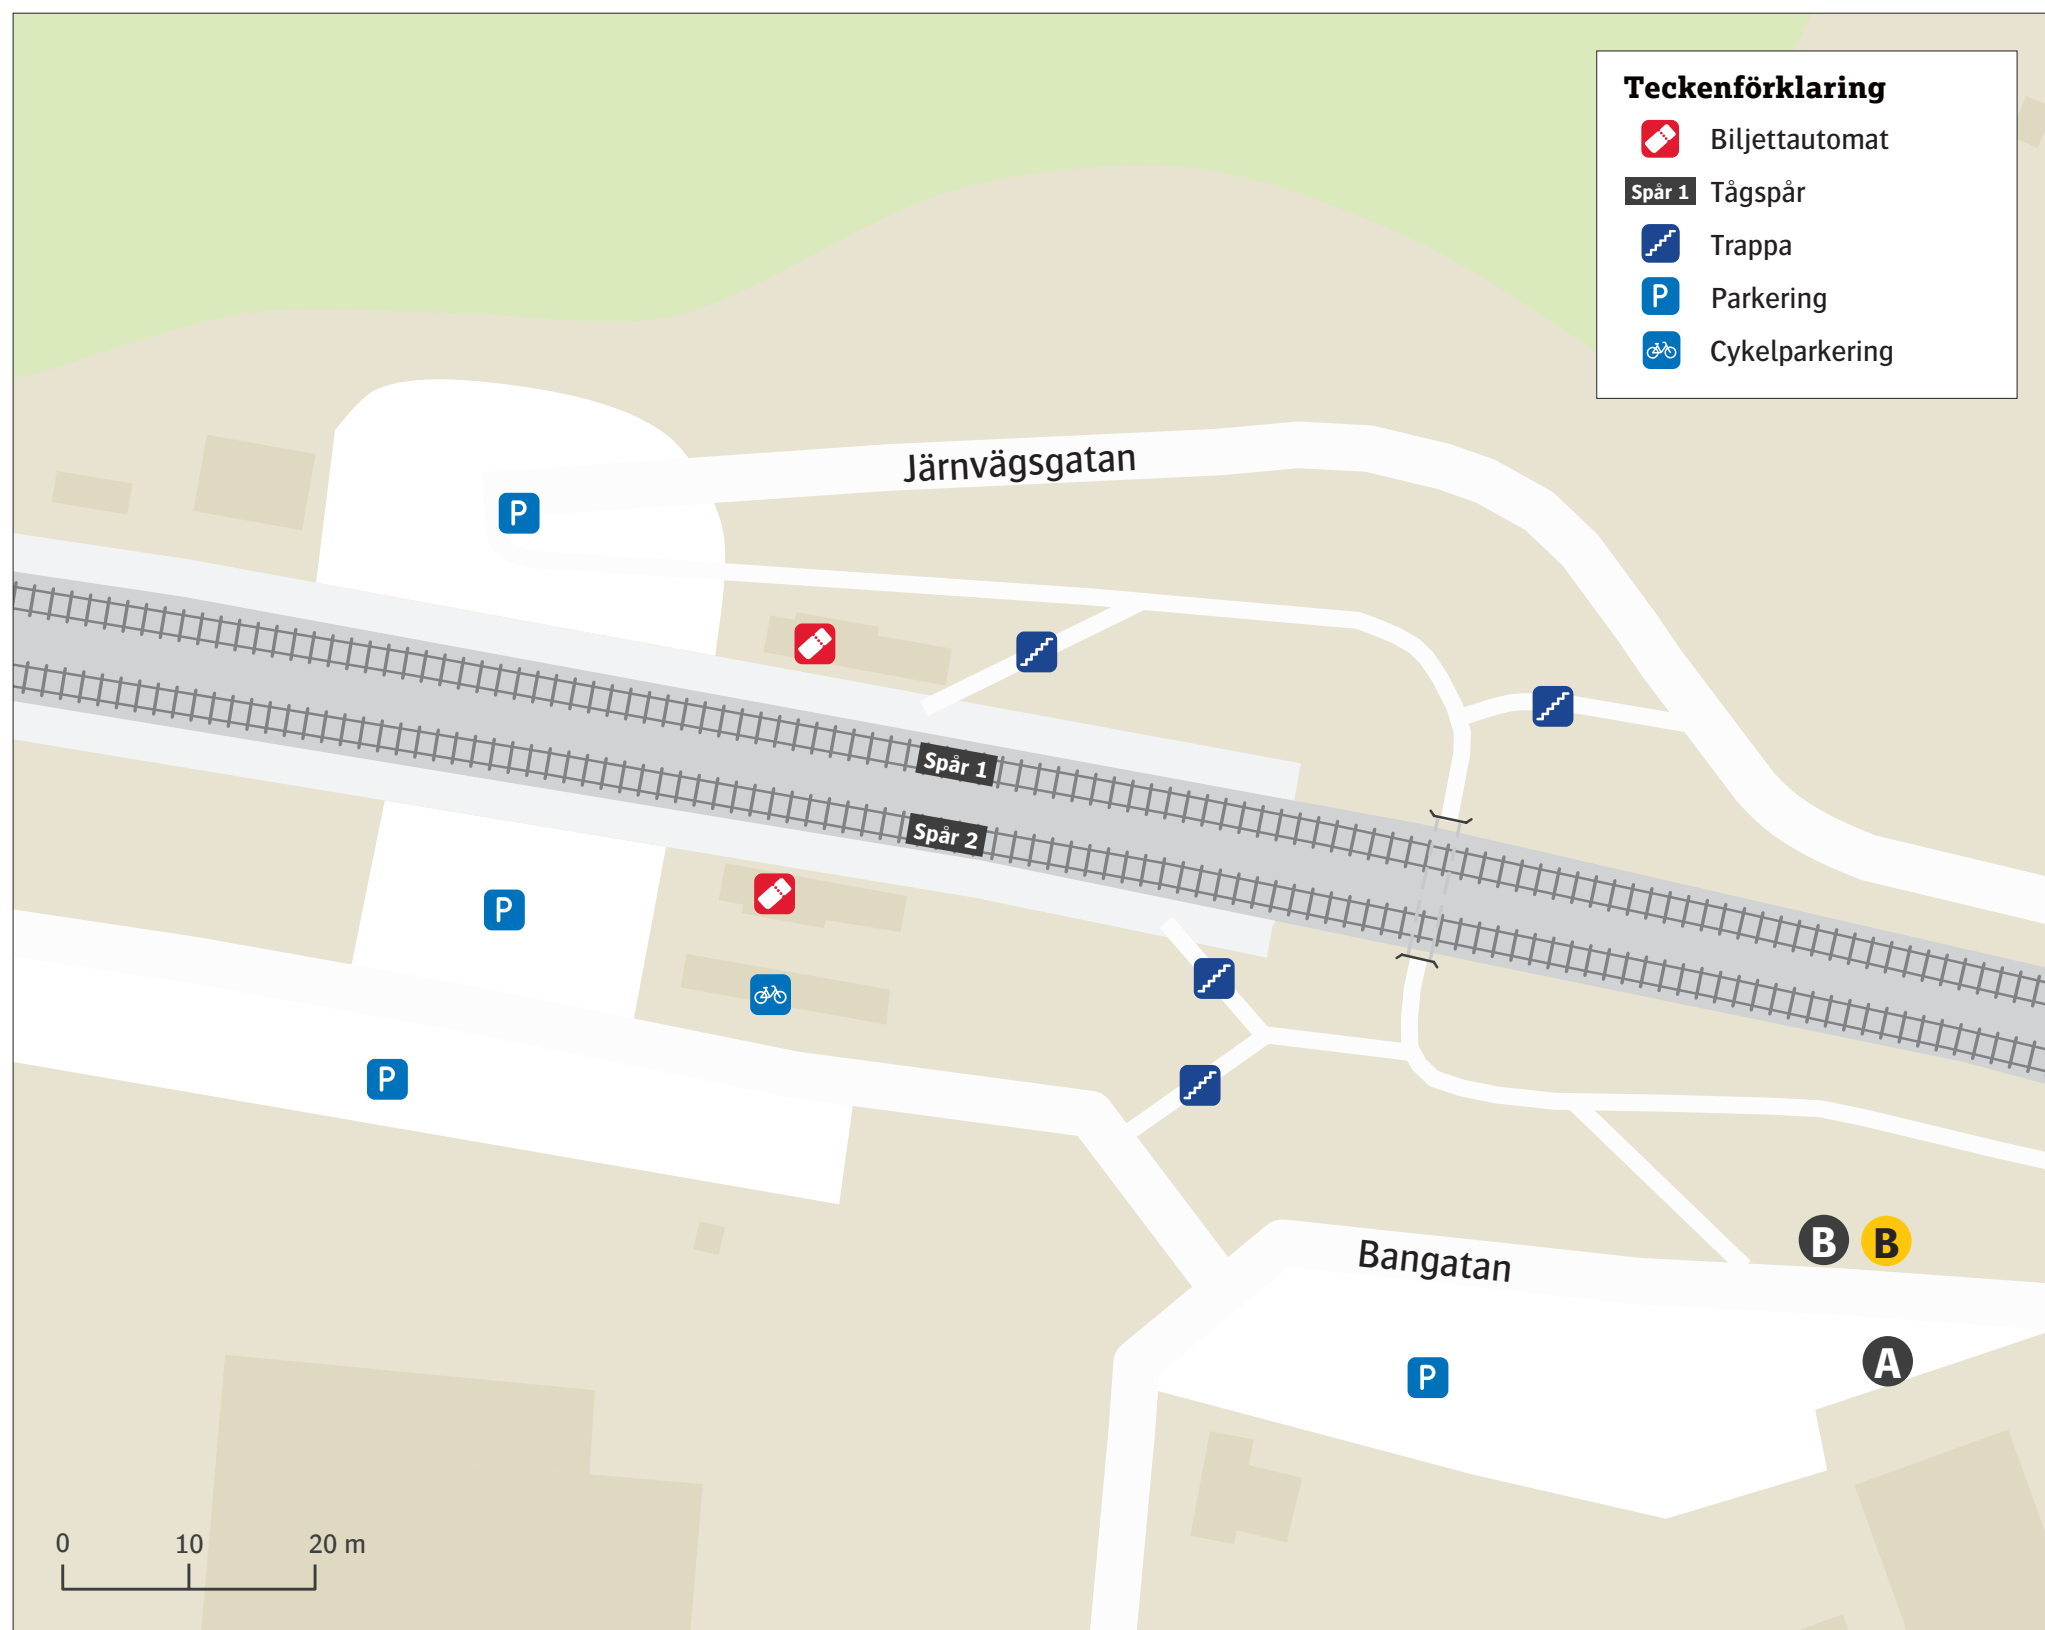 Teckenförklaring
Biljettautomat
Spår 1 Tågspår
Trappa
P Parkering
Cykelparkering
Järnvägsgatan
P
Spår 1
Spår 2
P
P
B B
Bangatan
A
P
0 10 20 m